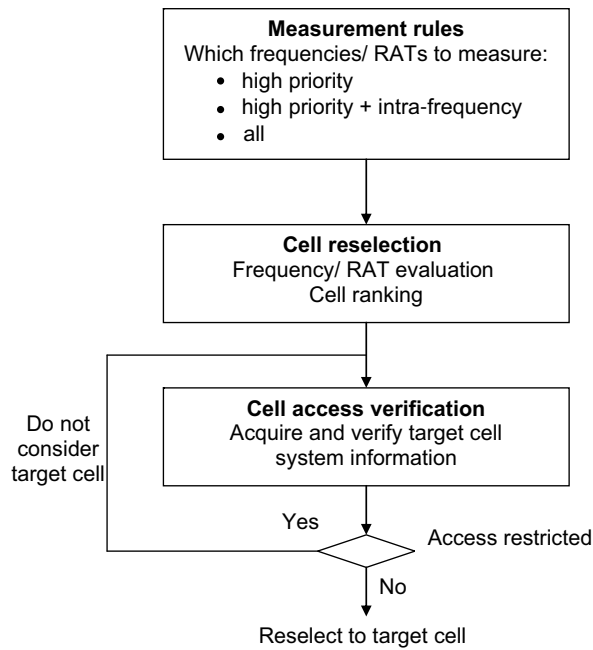 Measurement rules
Which frequencies/ RATs to measure:
• high priority
• high priority + intra-frequency
• all
Cell reselection
Frequency/ RAT evaluation
Cell ranking
Do not
consider
target cell
Cell access verification
Acquire and verify target cell
system information
Yes
Access restricted
No
Reselect to target cell